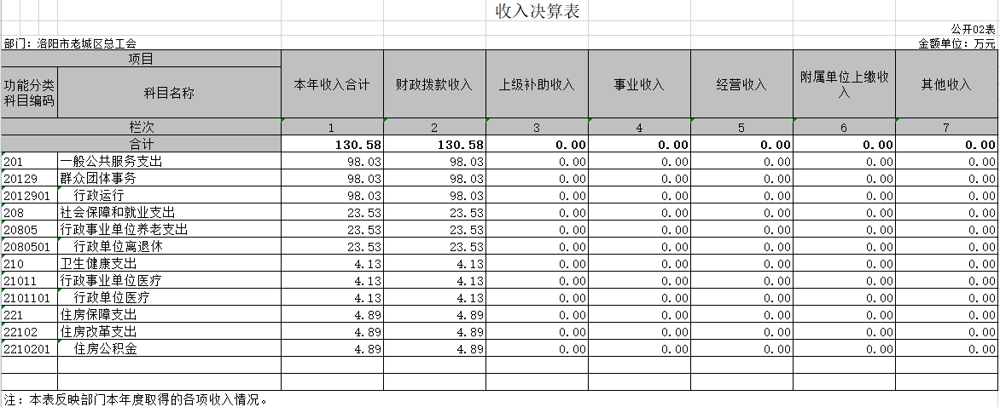 收入决算表
公开02表
部门：洛阳市老城区总工会 金额单位：万元
项目 本年收入合计 财政拨款收入 上级补助收入 事业收入 经营收入 附属单位上缴收入 其他收入
功能分类科目编码 科目名称
栏次 1 2 3 4 5 6 7
合计 130.58 130.58 0.00 0.00 0.00 0.00 0.00
201 一般公共服务支出 98.03 98.03 0.00 0.00 0.00 0.00 0.00
20129 群众团体事务 98.03 98.03 0.00 0.00 0.00 0.00 0.00
2012901 行政运行 98.03 98.03 0.00 0.00 0.00 0.00 0.00
208 社会保障和就业支出 23.53 23.53 0.00 0.00 0.00 0.00 0.00
20805 行政事业单位养老支出 23.53 23.53 0.00 0.00 0.00 0.00 0.00
2080501 行政单位离退休 23.53 23.53 0.00 0.00 0.00 0.00 0.00
210 卫生健康支出 4.13 4.13 0.00 0.00 0.00 0.00 0.00
21011 行政事业单位医疗 4.13 4.13 0.00 0.00 0.00 0.00 0.00
2101101 行政单位医疗 4.13 4.13 0.00 0.00 0.00 0.00 0.00
221 住房保障支出 4.89 4.89 0.00 0.00 0.00 0.00 0.00
22102 住房改革支出 4.89 4.89 0.00 0.00 0.00 0.00 0.00
2210201 住房公积金 4.89 4.89 0.00 0.00 0.00 0.00 0.00
注：本表反映部门本年度取得的各项收入情况。